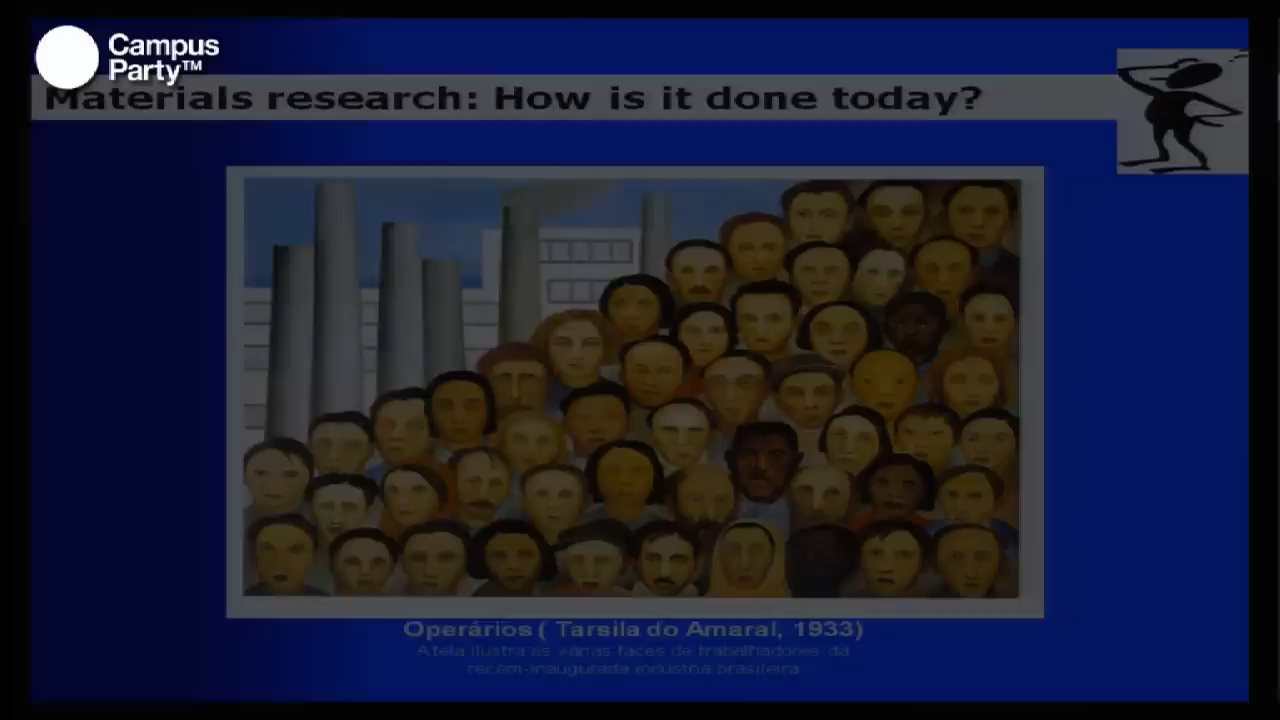 Campus
Party™
Materials research: How is it done today?
Operários ( Tarsila do Amaral, 1933)
A tela ilustra as várias faces de trabalhadores da
recém-inaugurada indústria brasileira